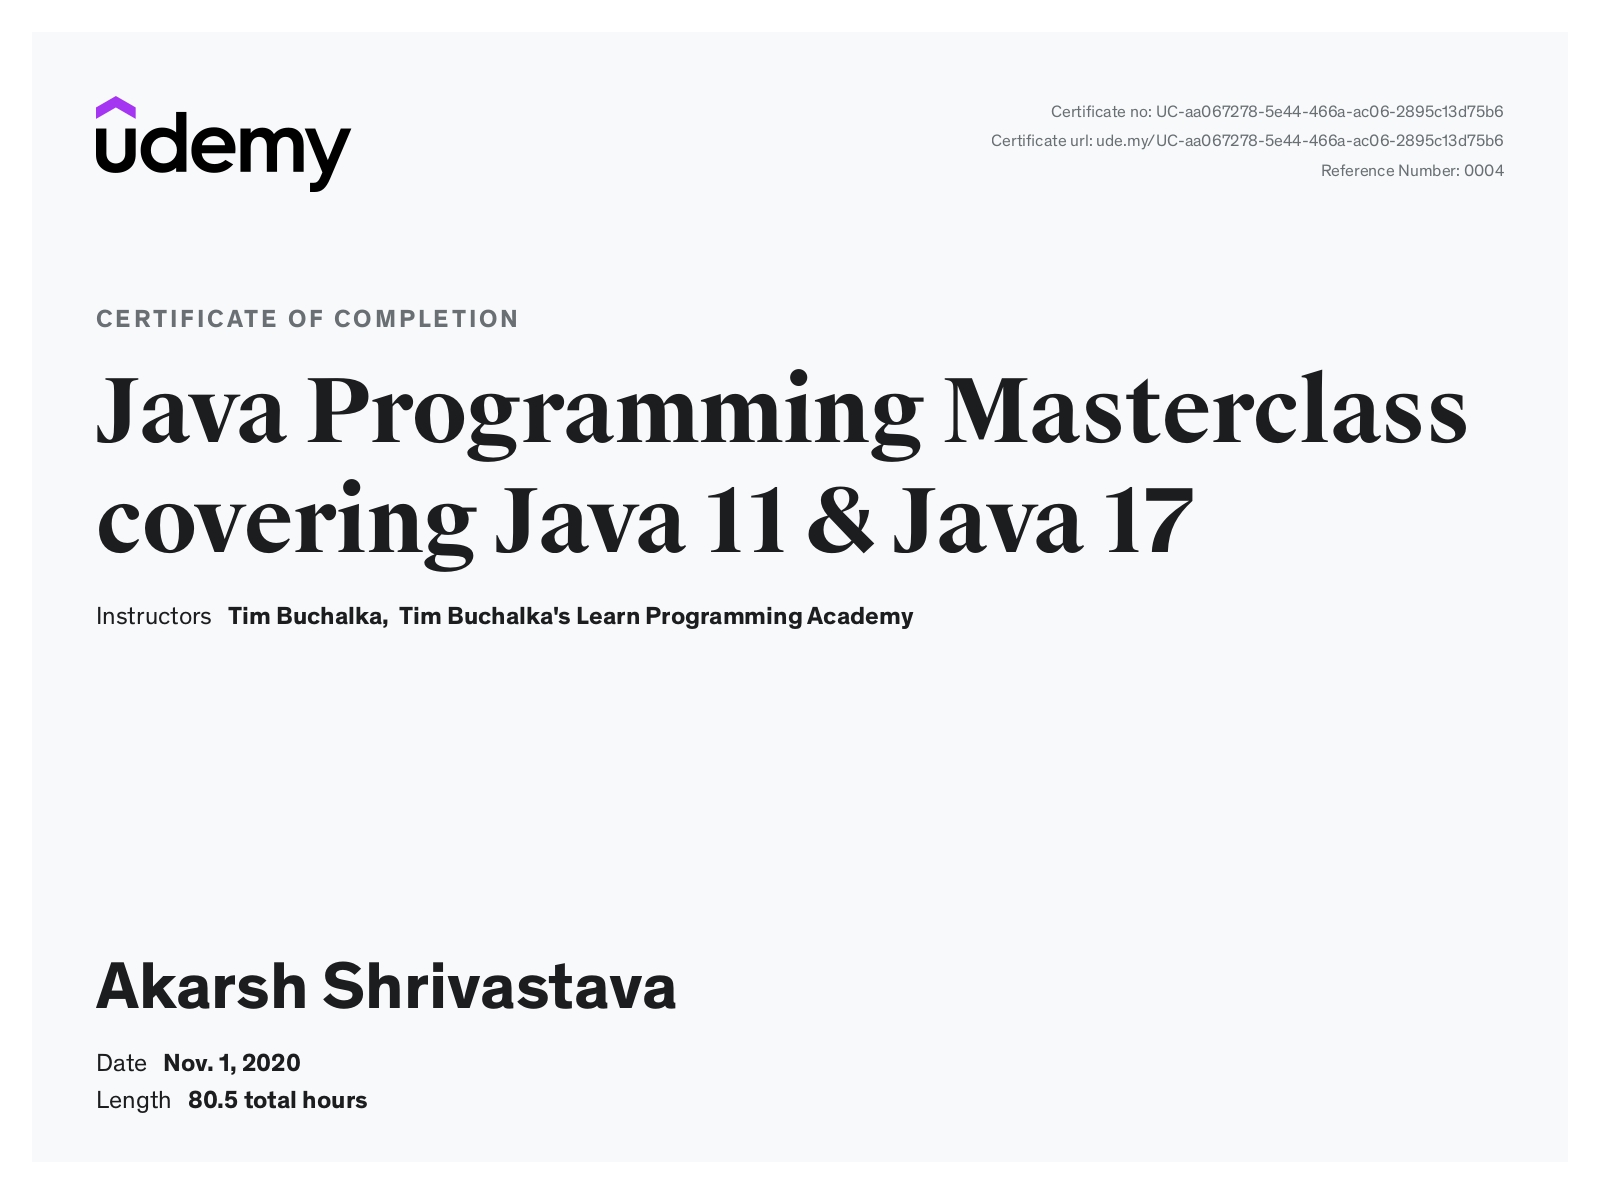 udemy
Certificate no: UC-aa067278-5e44-466a-ac06-2895c13d75b6
Certificate url: ude.my/UC-aa067278-5e44-466a-ac06-2895c13d75b6
Reference Number: 0004
CERTIFICATE OF COMPLETION
Java Programming Masterclass
covering Java 11 & Java 17
Instructors Tim Buchalka, Tim Buchalka's Learn Programming Academy
Akarsh Shrivastava
Date Nov. 1, 2020
Length 80.5 total hours